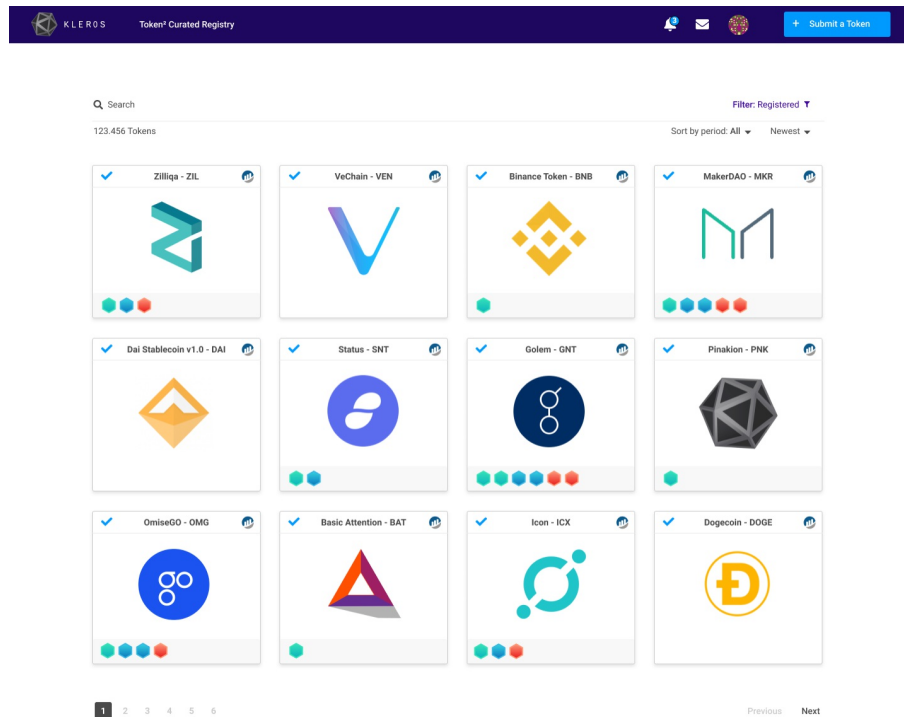 KLEROS Token² Curated Registry 3 + Submit a Token
Search Filter: Registered
123.456 Tokens Sort by period: All Newest
Zilliqa - ZIL VeChain - VEN Binance Token - BNB MakerDAO - MKR
Dai Stablecoin v1.0 - DAI Status - SNT Golem - GNT Pinakion - PNK
OmiseGO - OMG Basic Attention - BAT Icon - ICX Dogecoin - DOGE
go
1 2 3 4 5 6 Previous Next